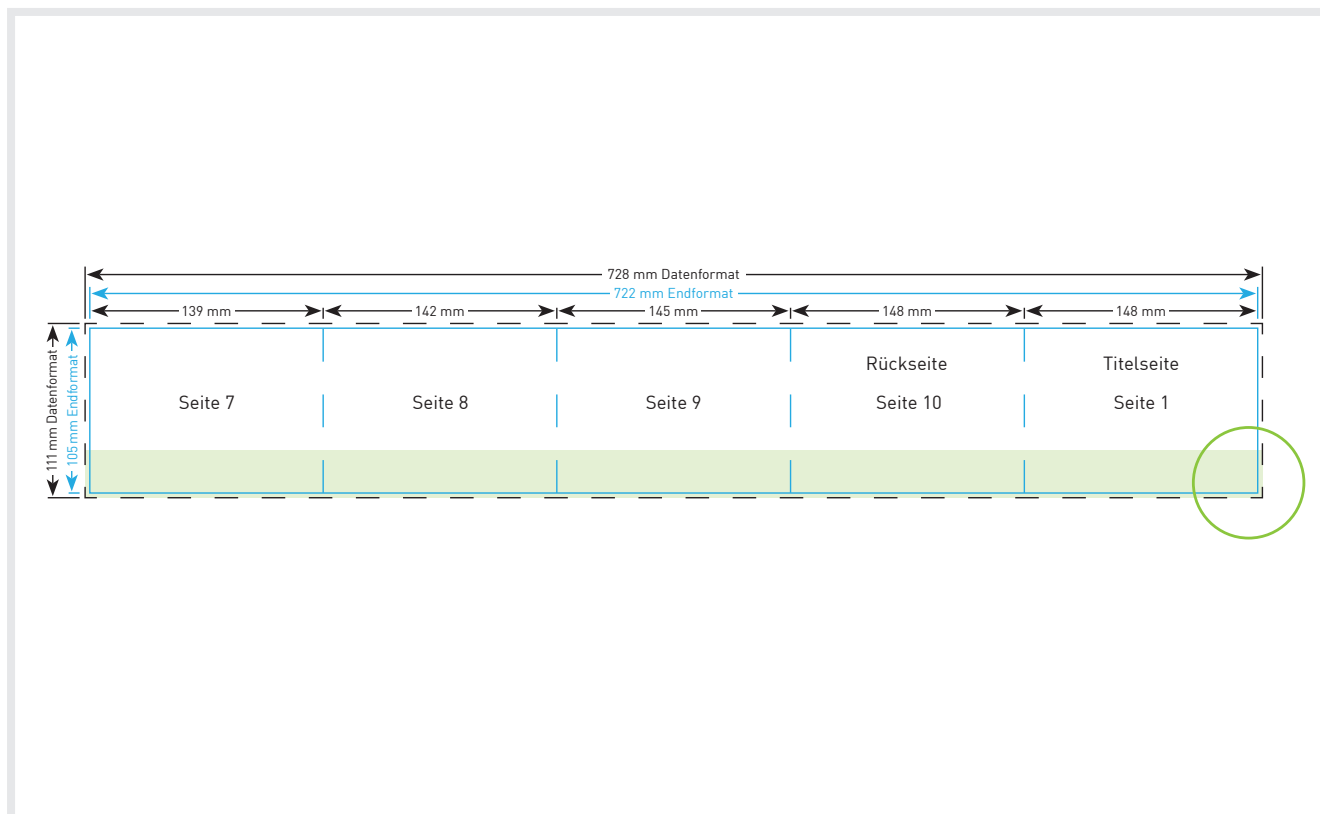 728 mm Datenformat
722 mm Endformat
139 mm
142 mm
145 mm
148 mm
148 mm
111 mm Datenformat
105 mm Endformat
Rückseite
Titelseite
Seite 7
Seite 8
Seite 9
Seite 10
Seite 1